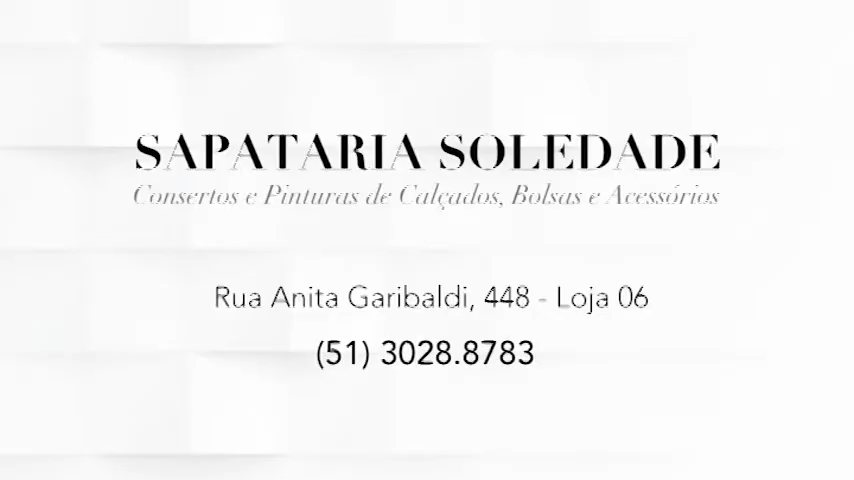 SAPATARIA SOLEDADE
Consertos e Pinturas de Calçados, Bolsas e Acessórios
Rua Anita Garibaldi, 448 - Loja 06
(51) 3028.8783